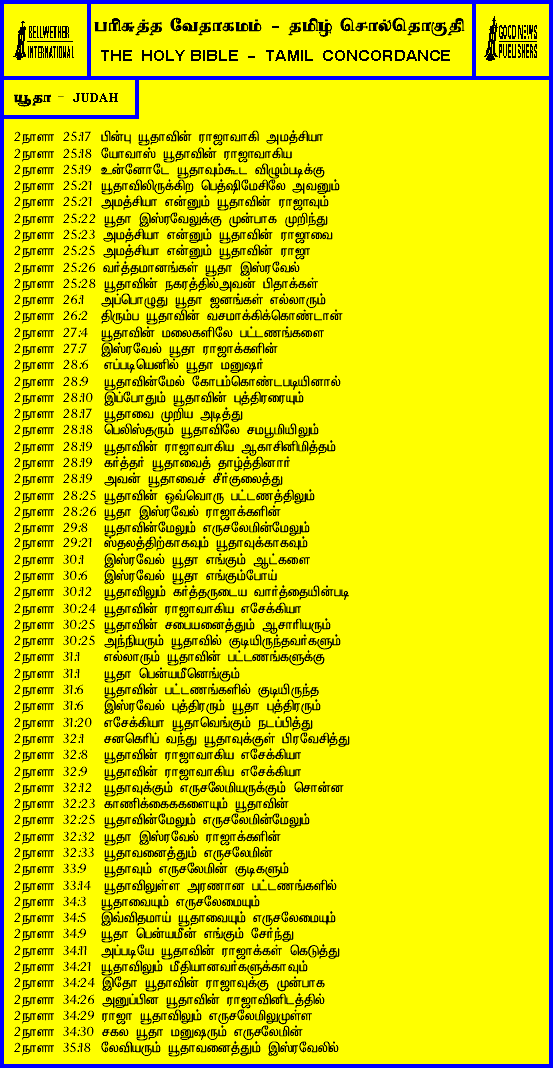 BELLWETHER
INTERNATIONAL
பரிசுத்த வேதாகமம் - தமிழ் சொல்தொகுதி
THE HOLY BIBLE - TAMIL CONCORDANCE
GOOD NEWS
PUBLISHERS
யூதா - JUDAH
2நாளா 25:17 பின்பு யூதாவின் ராஜாவாகி அமத்சியா
2நாளா 25:18 யோவாஸ் யூதாவின் ராஜாவாகிய
2நாளா 25:19 உன்னோடே யூதாவும்கூட விழும்படிக்கு
2நாளா 25:21 யூதாவிலிருக்கிற பெத்ஷிமேசிலே அவனும்
2நாளா 25:21 அமத்சியா என்னும் யூதாவின் ராஜாவும்
2நாளா 25:22 யூதா இஸ்ரவேலுக்கு முன்பாக முறிந்து
2நாளா 25:23 அமத்சியா என்னும் யூதாவின் ராஜாவை
2நாளா 25:25 அமத்சியா என்னும் யூதாவின் ராஜா
2நாளா 25:26 வர்த்தமானங்கள் யூதா இஸ்ரவேல்
2நாளா 25:28 யூதாவின் நகரத்தில்அவன் பிதாக்கள்
2நாளா 26:1 அப்பொழுது யூதா ஜனங்கள் எல்லாரும்
2நாளா 26:2 திரும்ப யூதாவின் வசமாக்கிக்கொண்டான்
2நாளா 27:4 யூதாவின் மலைகளிலே பட்டணங்களை
2நாளா 27:7 இஸ்ரவேல் யூதா ராஜாக்களின்
2நாளா 28:6 எப்படியெனில் யூதா மனுஷர்
2நாளா 28:9 யூதாவின்மேல் கோபம்கொண்டபடியினால்
2நாளா 28:10 இப்போதும் யூதாவின் புத்திரரையும்
2நாளா 28:17 யூதாவை முறிய அடித்து
2நாளா 28:18 பெலிஸ்தரும் யூதாவிலே சமபூமியிலும்
2நாளா 28:19 யூதாவின் ராஜாவாகிய ஆகாசினிமித்தம்
2நாளா 28:19 கர்த்தர் யூதாவைத் தாழ்த்தினார்
2நாளா 28:19 அவன் யூதாவைச் சீர்குலைத்து
2நாளா 28:25 யூதாவின் ஒவ்வொரு பட்டணத்திலும்
2நாளா 28:26 யூதா இஸ்ரவேல் ராஜாக்களின்
2நாளா 29:8 யூதாவின்மேலும் எருசலேமின்மேலும்
2நாளா 29:21 ஸ்தலத்திற்காகவும் யூதாவுக்காகவும்
2நாளா 30:1 இஸ்ரவேல் யூதா எங்கும் ஆட்களை
2நாளா 30:6 இஸ்ரவேல் யூதா எங்கும்போய்
2நாளா 30:12 யூதாவிலும் கர்த்தருடைய வார்த்தையின்படி
2நாளா 30:24 யூதாவின் ராஜாவாகிய எசேக்கியா
2நாளா 30:25 யூதாவின் சபையனைத்தும் ஆசாரியரும்
2நாளா 30:25 அந்நியரும் யூதாவில் குடியிருந்தவர்களும்
2நாளா 31:1 எல்லாரும் யூதாவின் பட்டணங்களுக்கு
2நாளா 31:1 யூதா பென்யமீனெங்கும்
2நாளா 31:6 யூதாவின் பட்டணங்களில் குடியிருந்த
2நாளா 31:6 இஸ்ரவேல் புத்திரரும் யூதா புத்திரரும்
2நாளா 31:20 எசேக்கியா யூதாவெங்கும் நடப்பித்து
2நாளா 32:1 சனகெரிப் வந்து யூதாவுக்குள் பிரவேசித்து
2நாளா 32:8 யூதாவின் ராஜாவாகிய எசேக்கியா
2நாளா 32:9 யூதாவின் ராஜாவாகிய எசேக்கியா
2நாளா 32:12 யூதாவுக்கும் எருசலேமியருக்கும் சொன்ன
2நாளா 32:23 காணிக்கைககளையும் யூதாவின்
2நாளா 32:25 யூதாவின்மேலும் எருசலேமின்மேலும்
2நாளா 32:32 யூதா இஸ்ரவேல் ராஜாக்களின்
2நாளா 32:33 யூதாவனைத்தும் எருசலேமின்
2நாளா 33:9 யூதாவும் எருசலேமின் குடிகளும்
2நாளா 33:14 யூதாவிலுள்ள அரணான பட்டணங்களில்
2நாளா 34:3 யூதாவையும் எருசலேமையும்
2நாளா 34:5 இவ்விதமாய் யூதாவையும் எருசலேமையும்
2நாளா 34:9 யூதா பென்யமீன் எங்கும் சேர்ந்து
2நாளா 34:11 அப்படியே யூதாவின் ராஜாக்கள் கெடுத்து
2நாளா 34:21 யூதாவிலும் மீதியானவர்களுக்காவும்
2நாளா 34:24 இதோ யூதாவின் ராஜாவுக்கு முன்பாக
2நாளா 34:26 அனுப்பின யூதாவின் ராஜாவினிடத்தில்
2நாளா 34:29 ராஜா யூதாவிலும் எருசலேமிலுமுள்ள
2நாளா 34:30 சகல யூதா மனுஷரும் எருசலேமின்
2நாளா 35:18 லேவியரும் யூதாவனைத்தும் இஸ்ரவேலில்